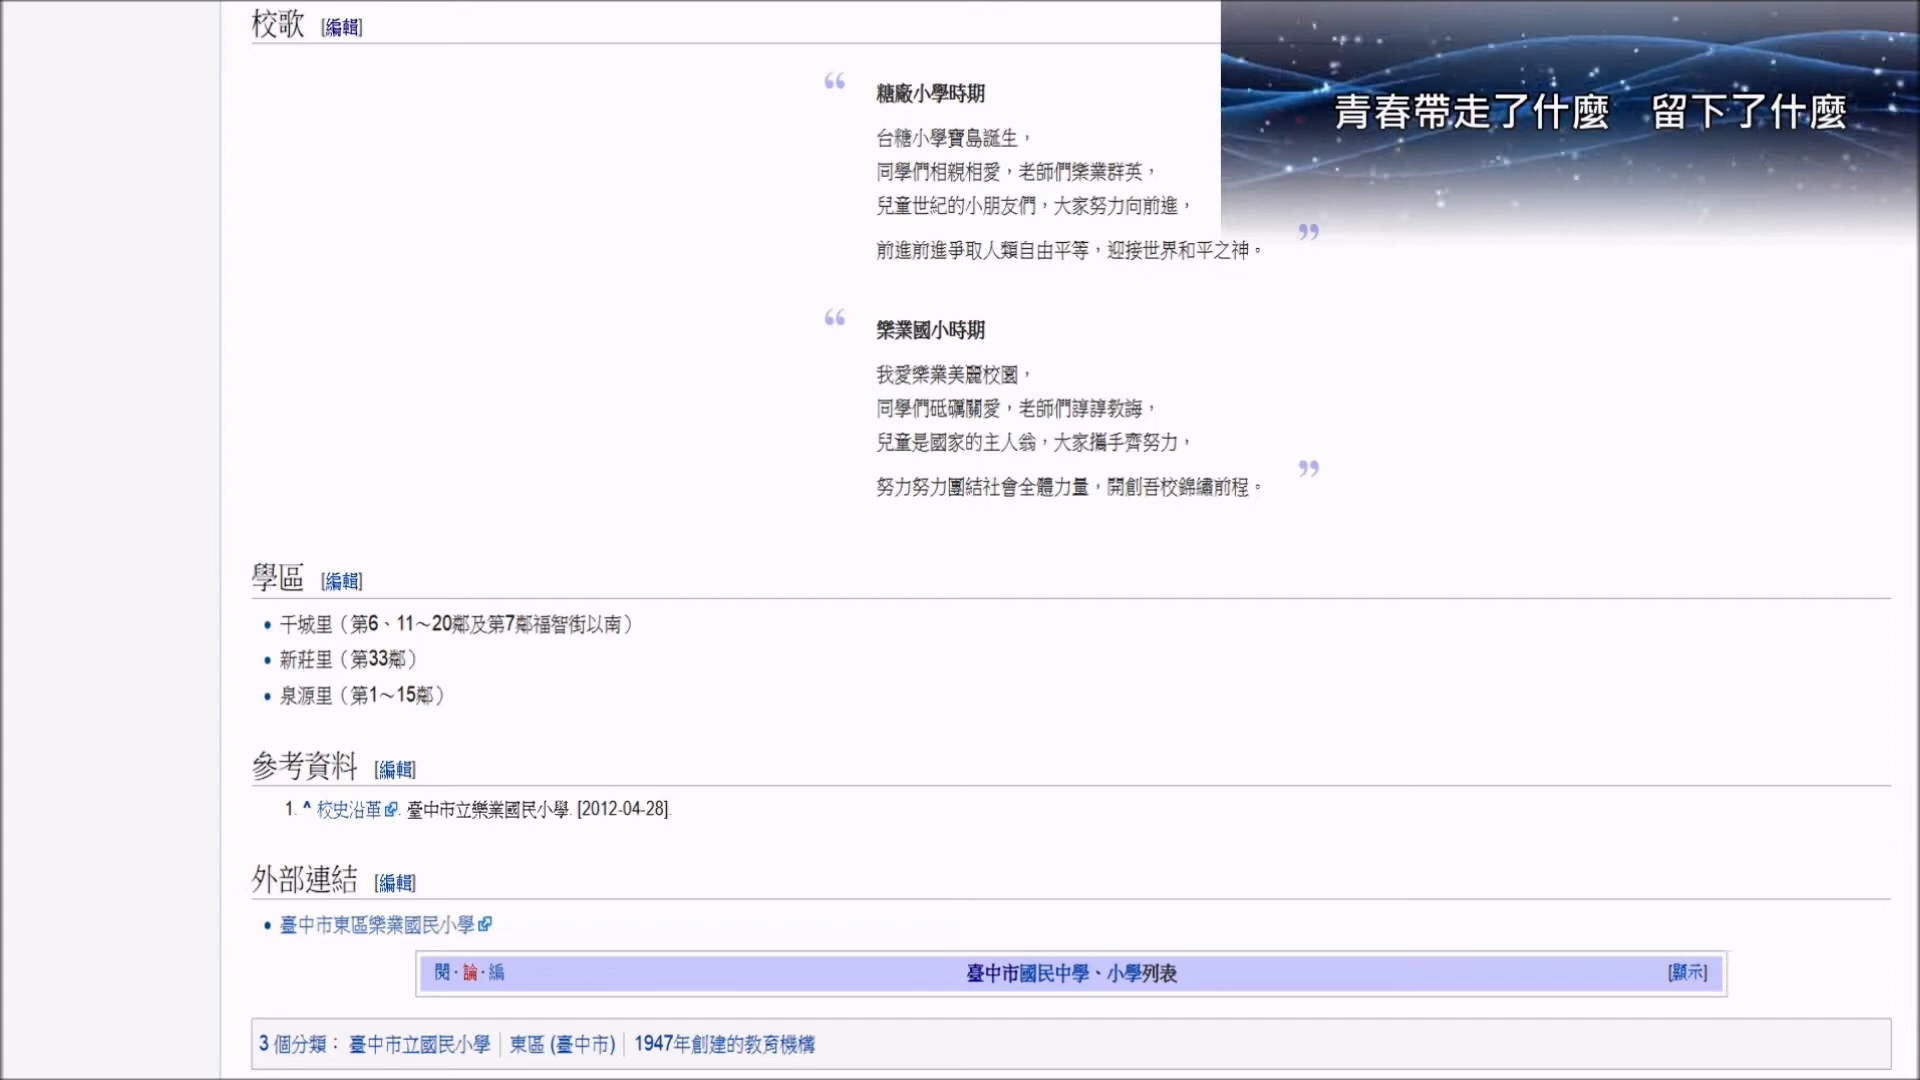 校歌 [編輯]
青春帶走了什麼 留下了什麼
“
糖廠小學時期
台糖小學寶島誕生，
同學們相親相愛，老師們樂業群英，
兒童世紀的小朋友們，大家努力向前進，
前進前進爭取人類自由平等，迎接世界和平之神。
”
“
樂業國小時期
我愛樂業美麗校園，
同學們砥礪關愛，老師們諄諄教誨，
兒童是國家的主人翁，大家攜手齊努力，
努力努力團結社會全體力量，開創吾校錦繡前程。
”
學區 [編輯]
• 千城里（第6、11～20鄰及第7鄰福智街以南）
• 新莊里（第33鄰）
• 泉源里（第1～15鄰）
參考資料 [編輯]
1. ^ 校史沿革. 臺中市立樂業國民小學. [2012-04-28].
外部連結 [編輯]
• 臺中市東區樂業國民小學
閱·論·編 臺中市國民中學、小學列表 [顯示]
3 個分類： 臺中市立國民小學 | 東區 (臺中市) | 1947年創建的教育機構